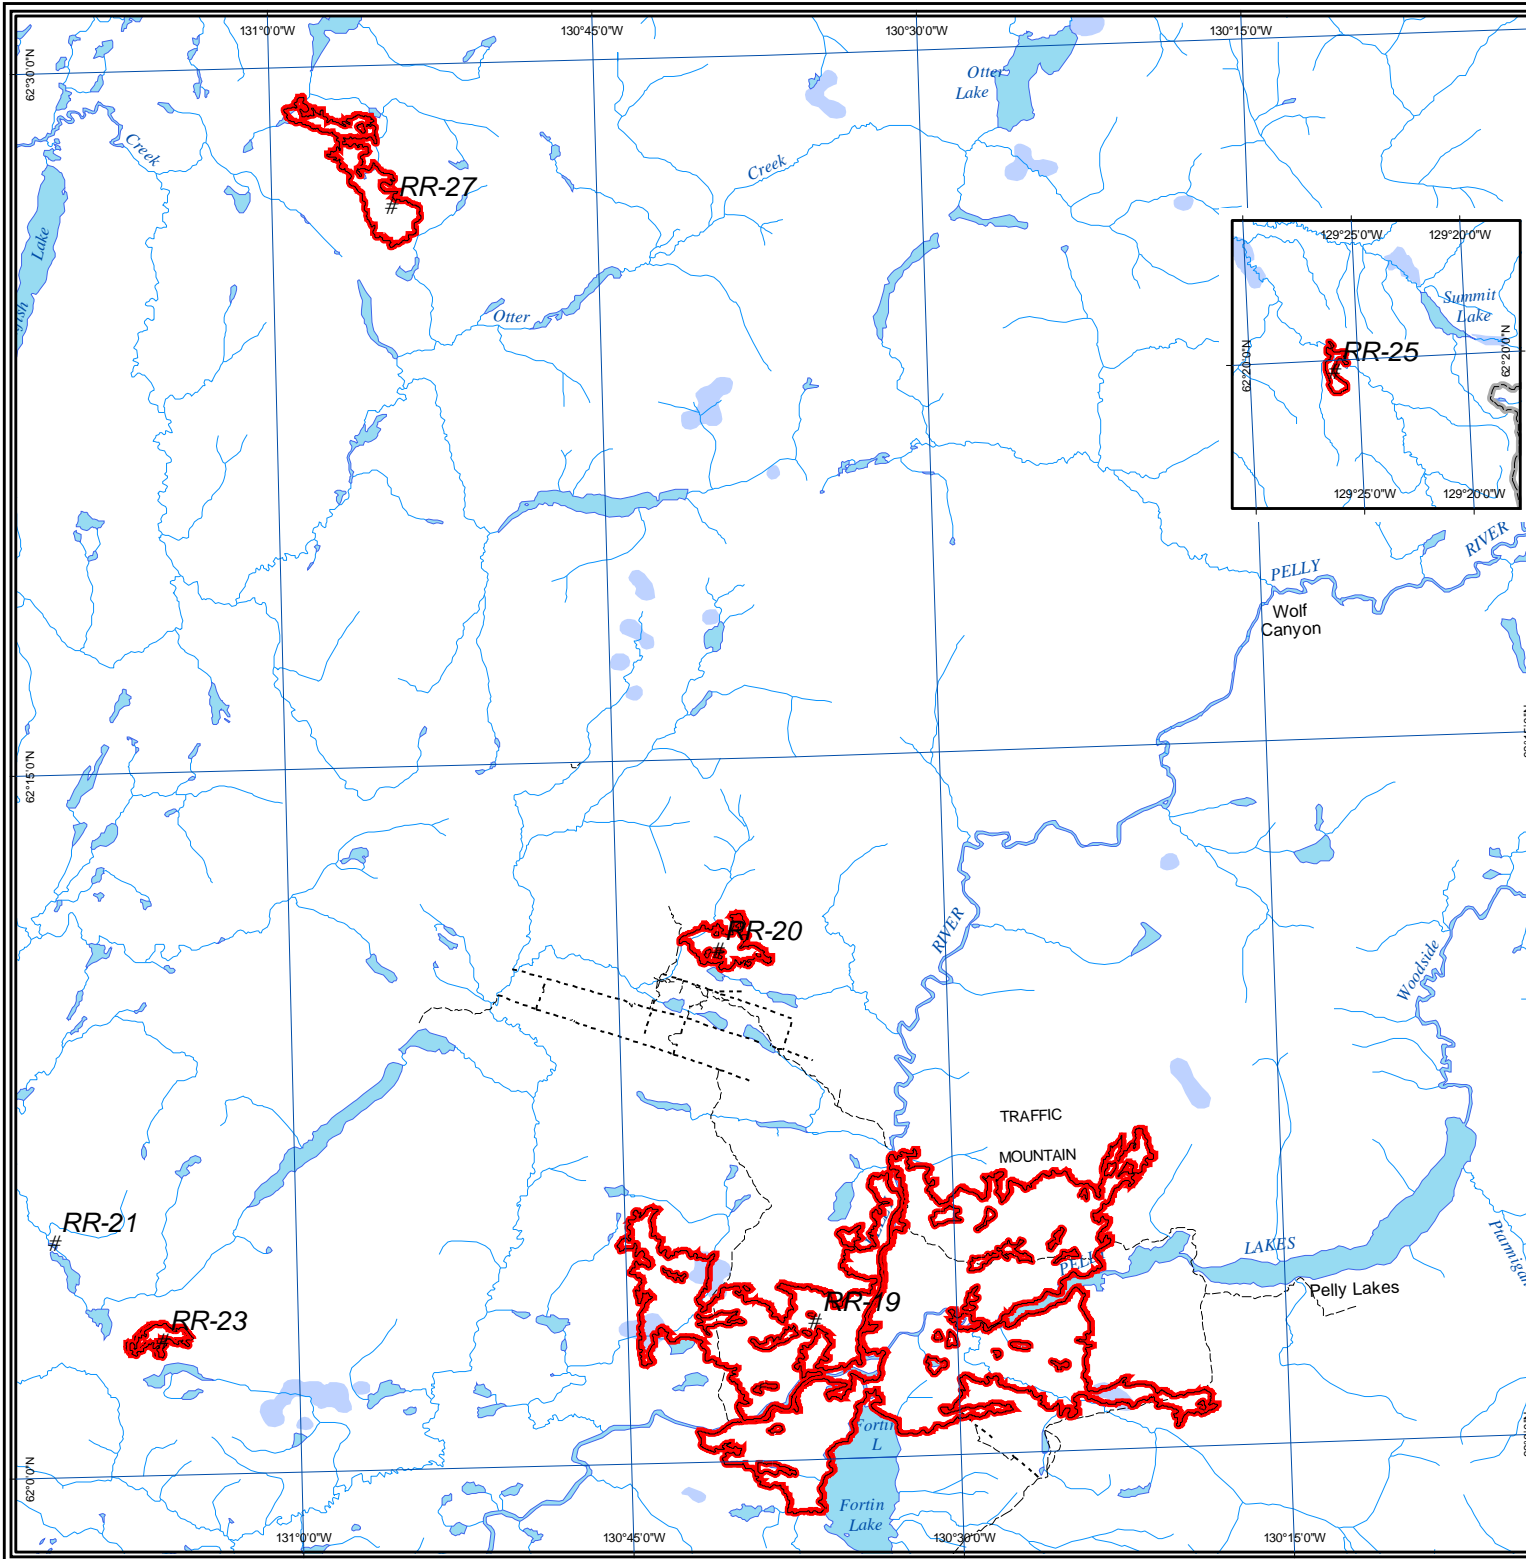 131°0'0"W
130°45'0"W
130°30'0"W
130°15'0"W
62°30'0"N
Otter
Lake
Creek
Creek
RR-27
#
Lake
Otter
129°25'0"W
129°20'0"W
Summit
Lake
62°20'0"N
62°20'0"N
RR-25
#
129°25'0"W
129°20'0"W
PELLY
RIVER
Wolf
Canyon
62°15'0"N
RR-20
#
RIVER
Woodside
TRAFFIC
MOUNTAIN
RR-21
#
PELLY
LAKES
Ptarmigan
Pelly Lakes
RR-19
#
RR-23
#
Fortin
L
62°0'0"N
Fortin
Lake
131°0'0"W
130°45'0"W
130°30'0"W
130°15'0"W